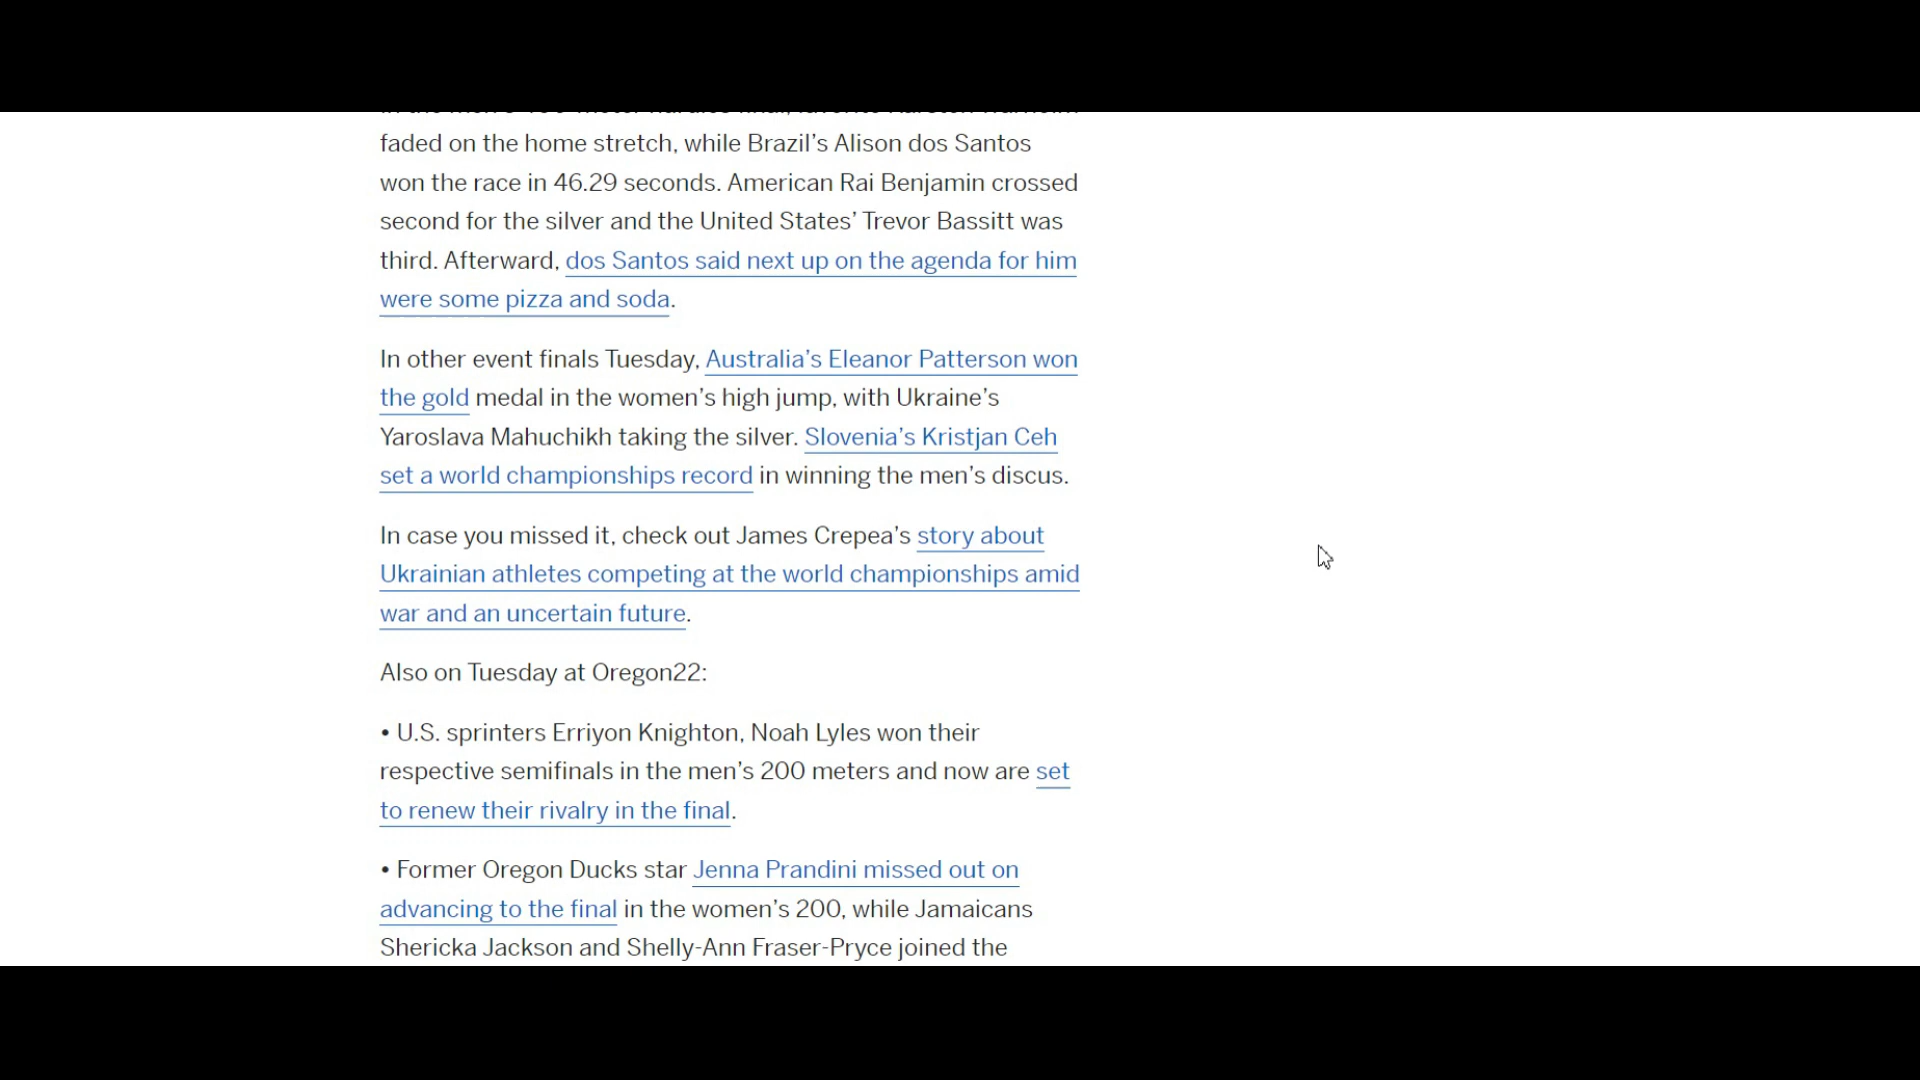 faded on the home stretch, while Brazil’s Alison dos Santos
won the race in 46.29 seconds. American Rai Benjamin crossed
second for the silver and the United States’ Trevor Bassitt was
third. Afterward, dos Santos said next up on the agenda for him
were some pizza and soda.
In other event finals Tuesday, Australia’s Eleanor Patterson won
the gold medal in the women’s high jump, with Ukraine’s
Yaroslava Mahuchikh taking the silver. Slovenia’s Kristjan Ceh
set a world championships record in winning the men’s discus.
In case you missed it, check out James Crepea’s story about
Ukrainian athletes competing at the world championships amid
war and an uncertain future.
Also on Tuesday at Oregon22:
• U.S. sprinters Erriyon Knighton, Noah Lyles won their
respective semifinals in the men’s 200 meters and now are set
to renew their rivalry in the final.
• Former Oregon Ducks star Jenna Prandini missed out on
advancing to the final in the women’s 200, while Jamaicans
Shericka Jackson and Shelly-Ann Fraser-Pryce joined the